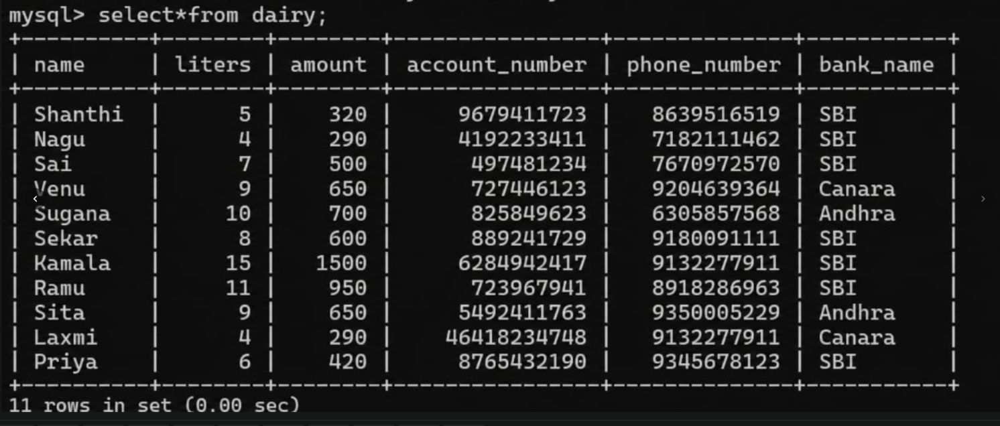 mysql> select*from dairy;
+----------+--------+--------+----------------+--------------+-----------+
| name | liters | amount | account_number | phone_number | bank_name |
+----------+--------+--------+----------------+--------------+-----------+
| Shanthi | 5 | 320 | 9679411723 | 8639516519 | SBI |
| Nagu | 4 | 290 | 4192233411 | 7182111462 | SBI |
| Sai | 7 | 500 | 497481234 | 7670972570 | SBI |
| Venu | 9 | 650 | 727446123 | 9204639364 | Canara |
| Sugana | 10 | 700 | 825849623 | 6305857568 | Andhra |
| Sekar | 8 | 600 | 889241729 | 9180091111 | SBI |
| Kamala | 15 | 1500 | 6284942417 | 9132277911 | SBI |
| Ramu | 11 | 950 | 723967941 | 8918286963 | SBI |
| Sita | 9 | 650 | 5492411763 | 9350005229 | Andhra |
| Laxmi | 4 | 290 | 46418234748 | 9132277911 | Canara |
| Priya | 6 | 420 | 8765432190 | 9345678123 | SBI |
+----------+--------+--------+----------------+--------------+-----------+
11 rows in set (0.00 sec)